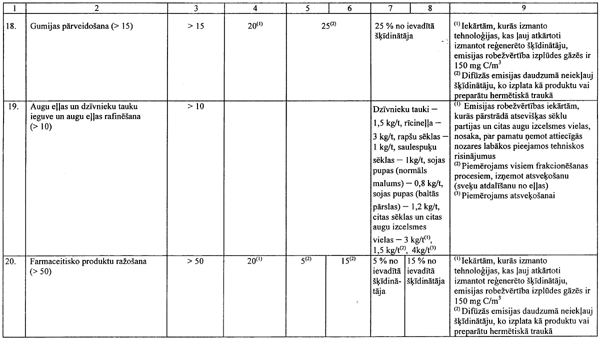 1 2 3 4 5 6 7 8 9
18. Gumijas pārveidošana (> 15) > 15 20(1) 25(2) 25 % no ievadītā
šķīdinātāja
(1) Iekārtām, kurās izmanto
tehnoloģijas, kas ļauj atkārtoti
izmantot reģenerēto šķīdinātāju,
emisijas robežvērtība izplūdes gāzēs ir
150 mg C/m3
(2) Difūzās emisijas daudzumā neiekļauj
šķīdinātāju, ko izplata kā produktu vai
preparātu hermētiskā traukā
19. Augu eļļas un dzīvnieku tauku
ieguve un augu eļļas rafinēšana
(> 10)
> 10
Dzīvnieku tauki –
1,5 kg/t, rīcineļļa –
3 kg/t, rapšu sēklas –
1 kg/t, saulespuķu
sēklas – 1kg/t, sojas
pupas (normāls
malums) – 0,8 kg/t,
sojas pupas (baltās
pārslas) – 1,2 kg/t,
citas sēklas un citas
augu izcelsmes
vielas – 3 kg/t(1),
1,5 kg/t(2), 4kg/t(3)
(1) Emisijas robežvērtības iekārtām,
kurās pārstrādā atsevišķas sēklu
partijas un citas augu izcelsmes vielas,
nosaka, par pamatu ņemot attiecīgās
nozares labākos pieejamos tehniskos
risinājumus
(2) Piemērojams visiem frakcionēšanas
procesiem, izņemot atsveķošanu
(sveķu atdalīšanu no eļļas)
(3) Piemērojams atsveķošanai
20. Farmaceitisko produktu ražošana
(> 50)
> 50 20(1) 5(2) 15(2)
5 % no
ievadītā
šķīdinā-
tāja
15 % no
ievadītā
šķīdinātāja
(1) Iekārtām, kurās izmanto
tehnoloģijas, kas ļauj atkārtoti
izmantot reģenerēto šķīdinātāju,
emisijas robežvērtība izplūdes gāzēs ir
150 mg C/m3
(2) Difūzās emisijas daudzumā neiekļauj
šķīdinātāju, ko izplata kā produktu vai
preparātu hermētiskā traukā